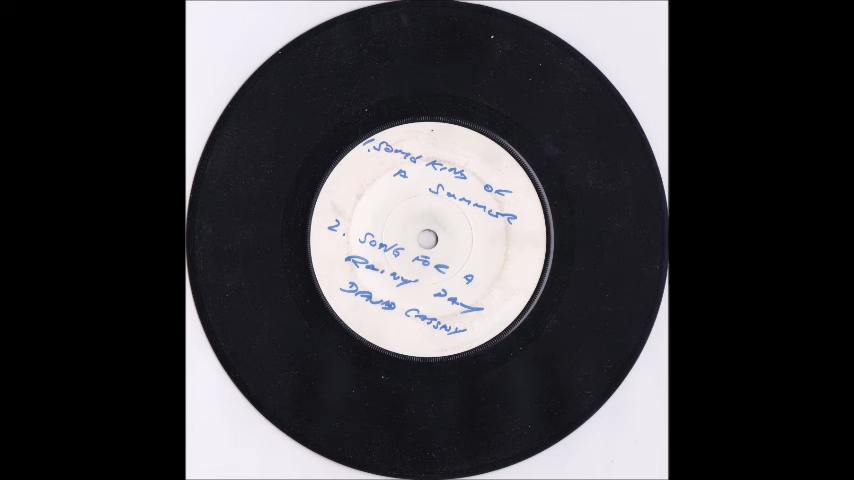 1. SOME KIND OF
A SUMMER
2. SONG FOR A
RAINY DAY
DAVID CASSIDY